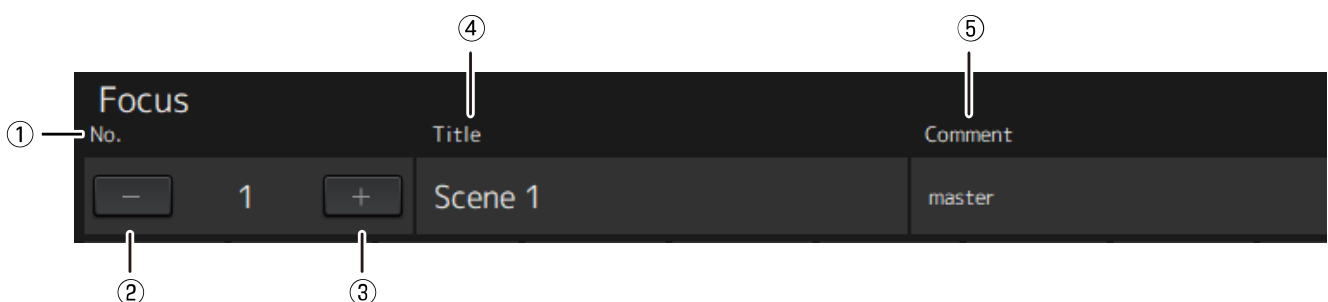 ④ ⑤
Focus
① No. Title Comment
− 1 + Scene 1 master
② ③